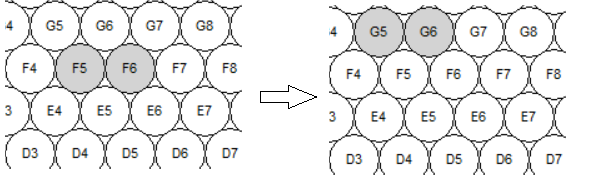 4 G5 G6 G7 G8
F4 F5 F6 F7 F8
3 E4 E5 E6 E7
D3 D4 D5 D6 D7
4 G5 G6 G7 G8
F4 F5 F6 F7 F8
3 E4 E5 E6 E7
D3 D4 D5 D6 D7